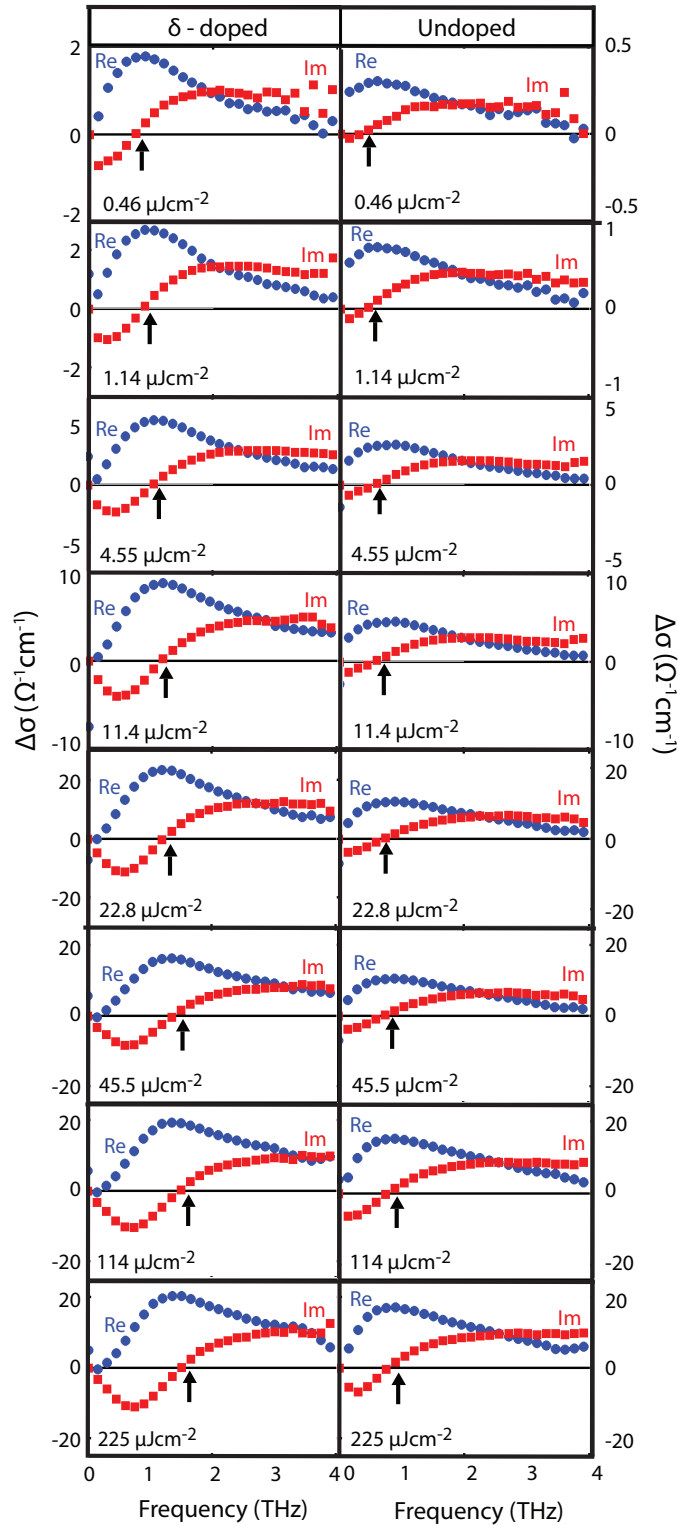 δ - doped Undoped
2 Re Im Re Im 0.5
0 0
-2 0.46 μJcm-2 0.46 μJcm-2 -0.5
Re Im Re Im 1
2
0 0
-2 1.14 μJcm-2 1.14 μJcm-2 -1
Re Im Re Im 5
5
0 0
-5 4.55 μJcm-2 4.55 μJcm-2 -5
10 Re Im Re Im 10
0 0
-10 11.4 μJcm-2 11.4 μJcm-2 -10
Δσ (Ω-1cm-1) Δσ (Ω-1cm-1)
20 Re Im Re Im 20
0 0
-20 22.8 μJcm-2 22.8 μJcm-2 -20
20 Re Im Re Im 20
0 0
-20 45.5 μJcm-2 45.5 μJcm-2 -20
20 Re Im Re Im 20
0 0
-20 114 μJcm-2 114 μJcm-2 -20
20 Re Im Re Im 20
0 0
-20 225 μJcm-2 225 μJcm-2 -20
0 1 2 3 4 0 1 2 3 4
Frequency (THz) Frequency (THz)